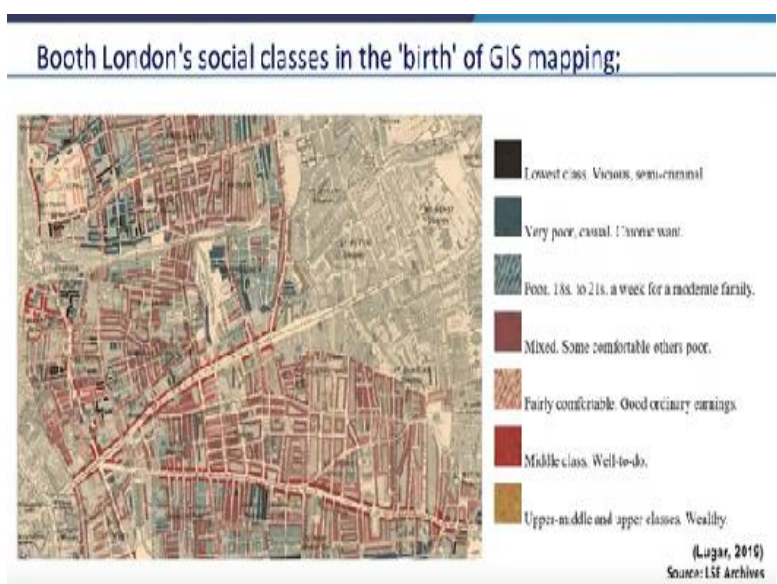 Booth London's social classes in the 'birth' of GIS mapping;
Lowest class. Vicious, semi-criminal
Very poor, casual. Chronic want.
Poor. 18s. to 21s. a week for a moderate family.
Mixed. Some comfortable others poor.
Fairly comfortable. Good ordinary earnings.
Middle class. Well-to-do.
Upper-middle and upper classes. Wealthy.
(Lugar, 2016)
Source: LSE Archives